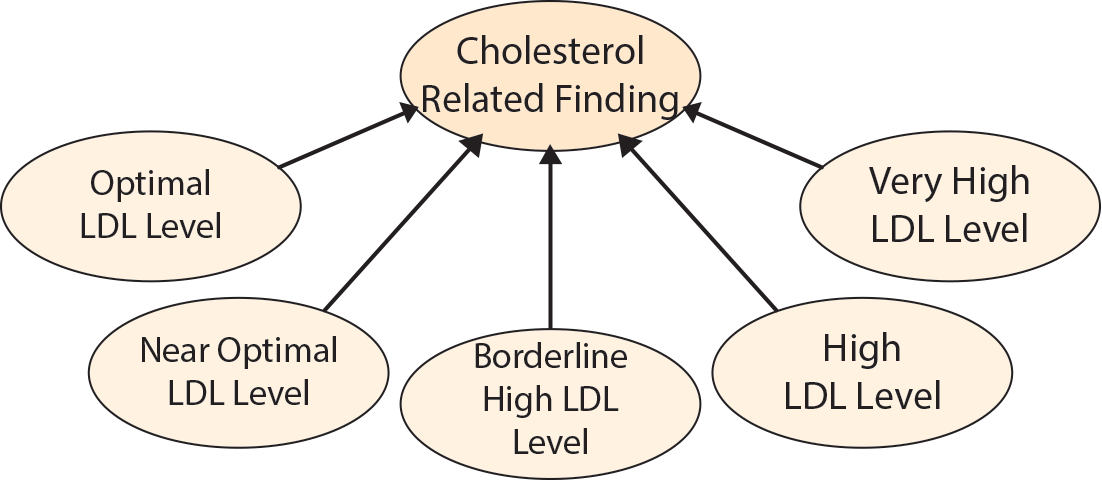 Cholesterol
Related Finding
Optimal
LDL Level
Very High
LDL Level
Near Optimal
LDL Level
Borderline
High LDL
Level
High
LDL Level